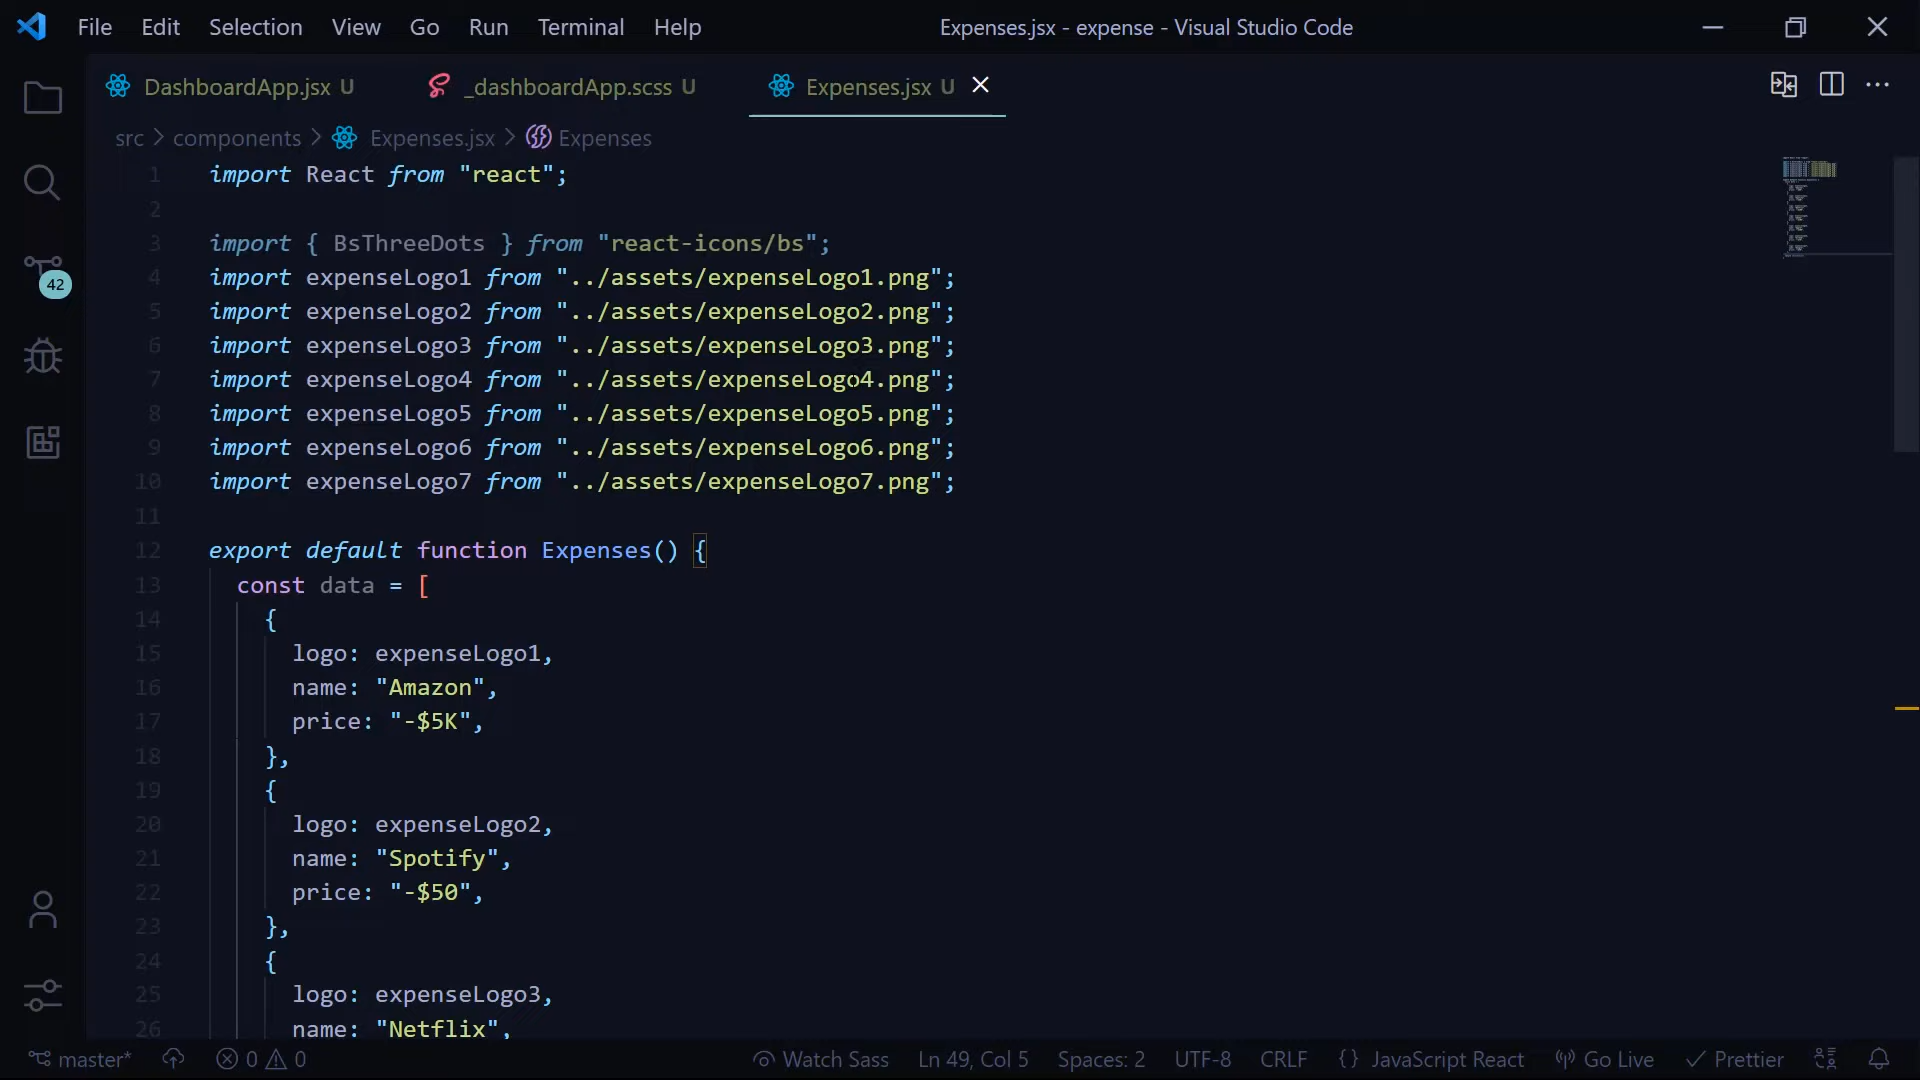 File Edit Selection View Go Run Terminal Help Expenses.jsx - expense - Visual Studio Code
DashboardApp.jsx U _dashboardApp.scss U Expenses.jsx U
src > components > Expenses.jsx > Expenses
1 import React from "react";
2
3 import { BsThreeDots } from "react-icons/bs";
4 import expenseLogo1 from "../assets/expenseLogo1.png";
5 import expenseLogo2 from "../assets/expenseLogo2.png";
6 import expenseLogo3 from "../assets/expenseLogo3.png";
7 import expenseLogo4 from "../assets/expenseLogo4.png";
8 import expenseLogo5 from "../assets/expenseLogo5.png";
9 import expenseLogo6 from "../assets/expenseLogo6.png";
10 import expenseLogo7 from "../assets/expenseLogo7.png";
11
12 export default function Expenses() {
13 const data = [
14 {
15 logo: expenseLogo1,
16 name: "Amazon",
17 price: "-$5K",
18 },
19 {
20 logo: expenseLogo2,
21 name: "Spotify",
22 price: "-$50",
23 },
24 {
25 logo: expenseLogo3,
26 name: "Netflix",
42
master* 0 0 Watch Sass Ln 49, Col 5 Spaces: 2 UTF-8 CRLF {} JavaScript React Go Live Prettier